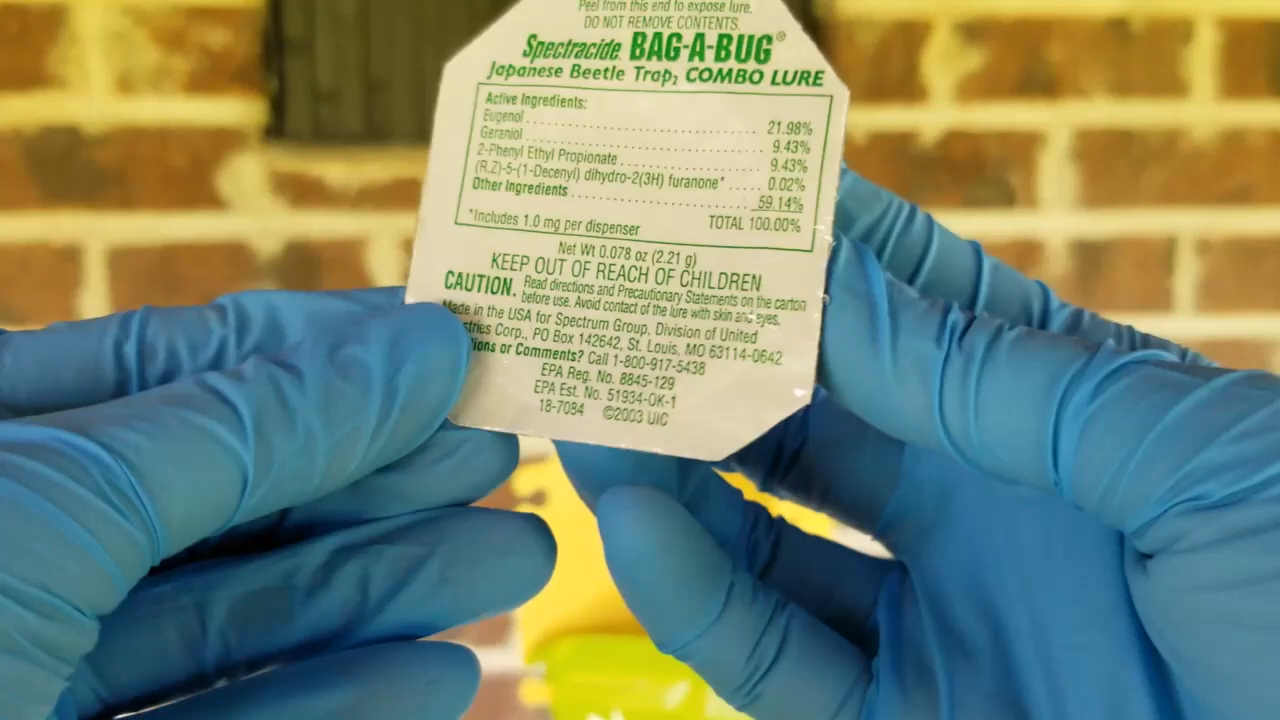 Peel from this end to expose lure.
DO NOT REMOVE CONTENTS.
Spectracide. BAG-A-BUG®
Japanese Beetle Trap₂ COMBO LURE
Active Ingredients:
Eugenol ........ 21.98%
Geraniol ........ 9.43%
2-Phenyl Ethyl Propionate ........ 9.43%
(R,Z)-5-(1-Decenyl) dihydro-2(3H) furanone* ..... 0.02%
Other Ingredients ........ 59.14%
*Includes 1.0 mg per dispenser TOTAL 100.00%
Net Wt 0.078 oz (2.21 g)
KEEP OUT OF REACH OF CHILDREN
CAUTION. Read directions and Precautionary Statements on the carton
before use. Avoid contact of the lure with skin and eyes.
Made in the USA for Spectrum Group, Division of United
stries Corp., PO Box 142642, St. Louis, MO 63114-0642
ions or Comments? Call 1-800-917-5438
EPA Reg. No. 8845-129
EPA Est. No. 51934-OK-1
18-7084 ©2003 UIC